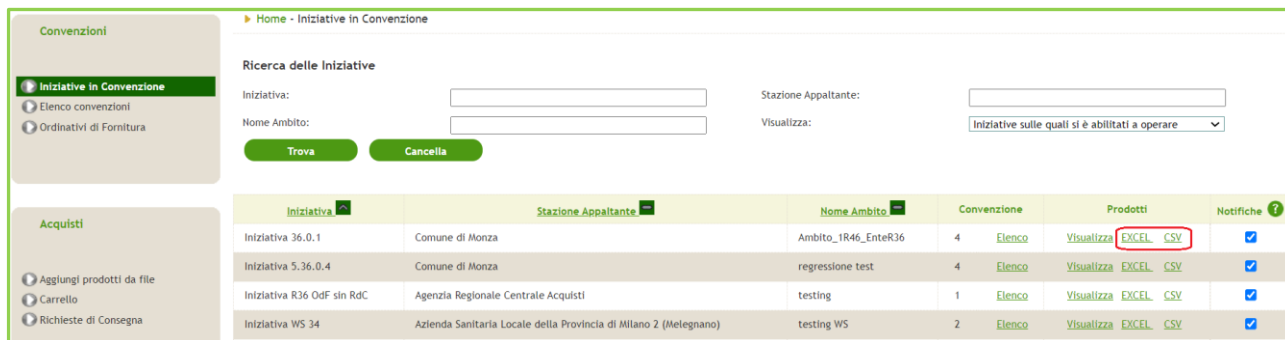 Convenzioni
Iniziative in Convenzione
Elenco convenzioni
Ordinativi di Fornitura
Acquisti
Aggiungi prodotti da file
Carrello
Richieste di Consegna
Home - Iniziative in Convenzione
Ricerca delle Iniziative
Iniziativa: Stazione Appaltante:
Nome Ambito: Visualizza: Iniziative sulle quali si è abilitati a operare
Trova Cancella
Iniziativa Stazione Appaltante Nome Ambito Convenzione Prodotti Notifiche ?
Iniziativa 36.0.1 Comune di Monza Ambito_1R46_EnteR36 4 Elenco Visualizza EXCEL CSV
Iniziativa 5.36.0.4 Comune di Monza regressione test 4 Elenco Visualizza EXCEL CSV
Iniziativa R36 OdF sin RdC Agenzia Regionale Centrale Acquisti testing 1 Elenco Visualizza EXCEL CSV
Iniziativa WS 34 Azienda Sanitaria Locale della Provincia di Milano 2 (Melegnano) testing WS 2 Elenco Visualizza EXCEL CSV